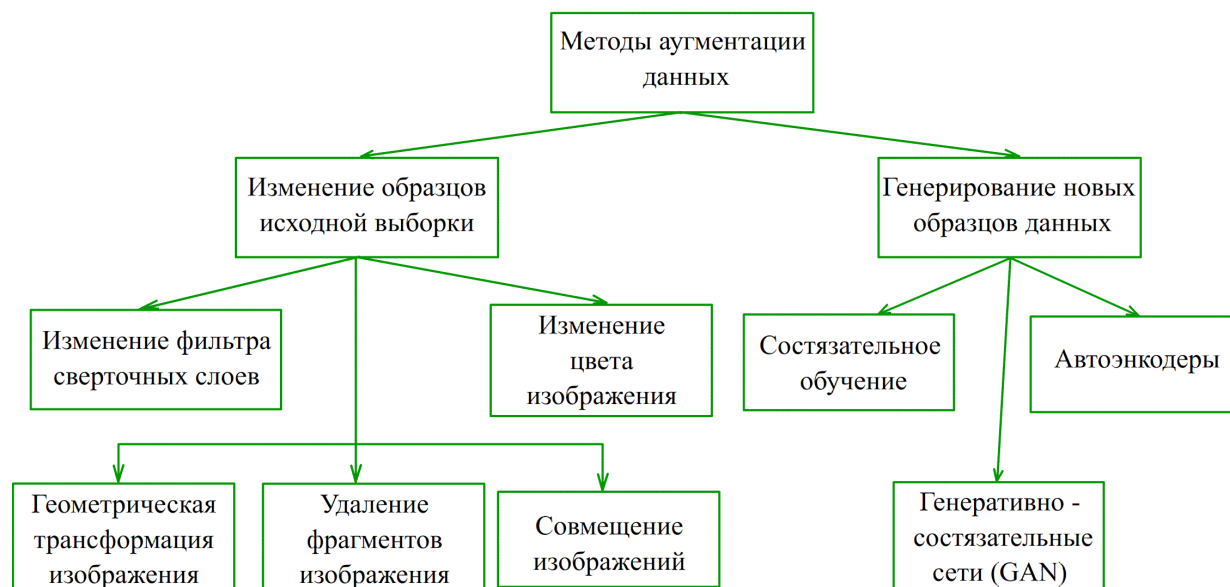 Методы аугментации
данных
Изменение образцов
исходной выборки
Генерирование новых
образцов данных
Изменение фильтра
сверточных слоев
Изменение
цвета
изображения
Состязательное
обучение
Автоэнкодеры
Геометрическая
трансформация
изображения
Удаление
фрагментов
изображения
Совмещение
изображений
Генеративно -
состязательные
сети (GAN)